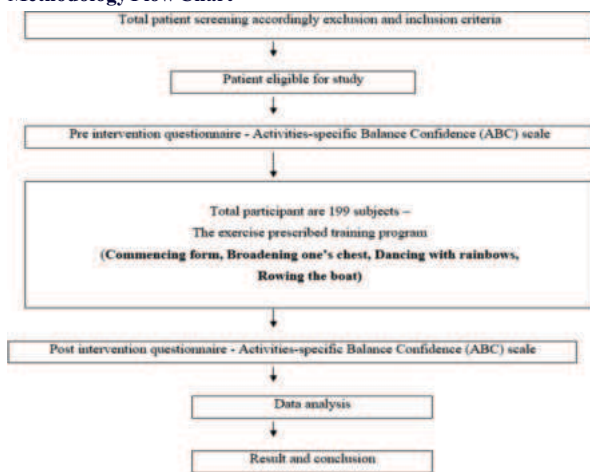 Methodology Flow Chart
Total patient screening accordingly exclusion and inclusion criteria
Patient eligible for study
Pre intervention questionnaire - Activities-specific Balance Confidence (ABC) scale
Total participant are 199 subjects –
The exercise prescribed training program
(Commencing form, Broadening one's chest, Dancing with rainbows,
Rowing the boat)
Post intervention questionnaire - Activities-specific Balance Confidence (ABC) scale
Data analysis
Result and conclusion